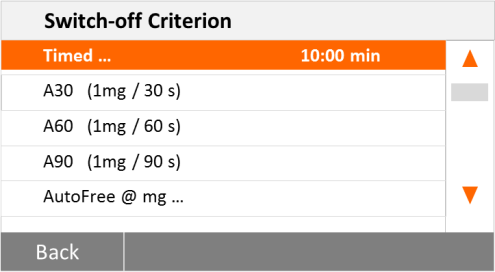 Switch-off Criterion
Timed ... 10:00 min
A30 (1mg / 30 s)
A60 (1mg / 60 s)
A90 (1mg / 90 s)
AutoFree @ mg ...
Back